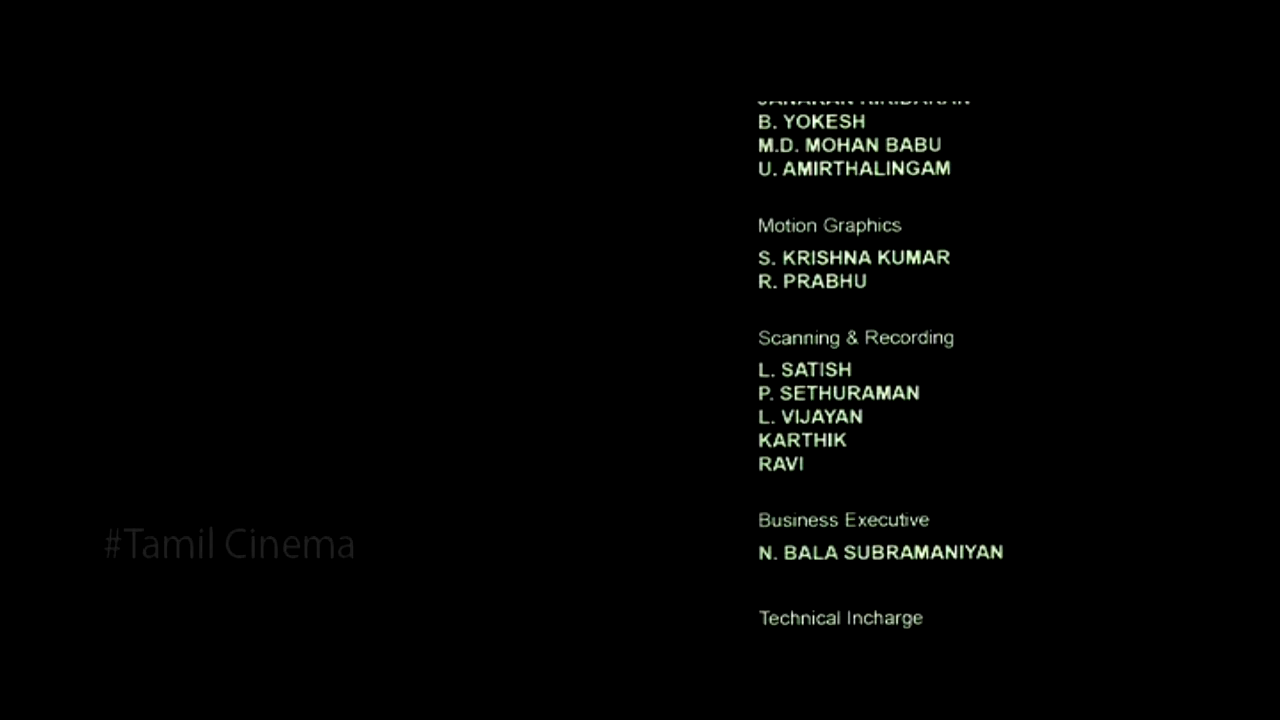 B. YOKESH
M.D. MOHAN BABU
U. AMIRTHALINGAM
Motion Graphics
S. KRISHNA KUMAR
R. PRABHU
Scanning & Recording
L. SATISH
P. SETHURAMAN
L. VIJAYAN
KARTHIK
RAVI
Business Executive
N. BALA SUBRAMANIYAN
Technical Incharge
#Tamil Cinema